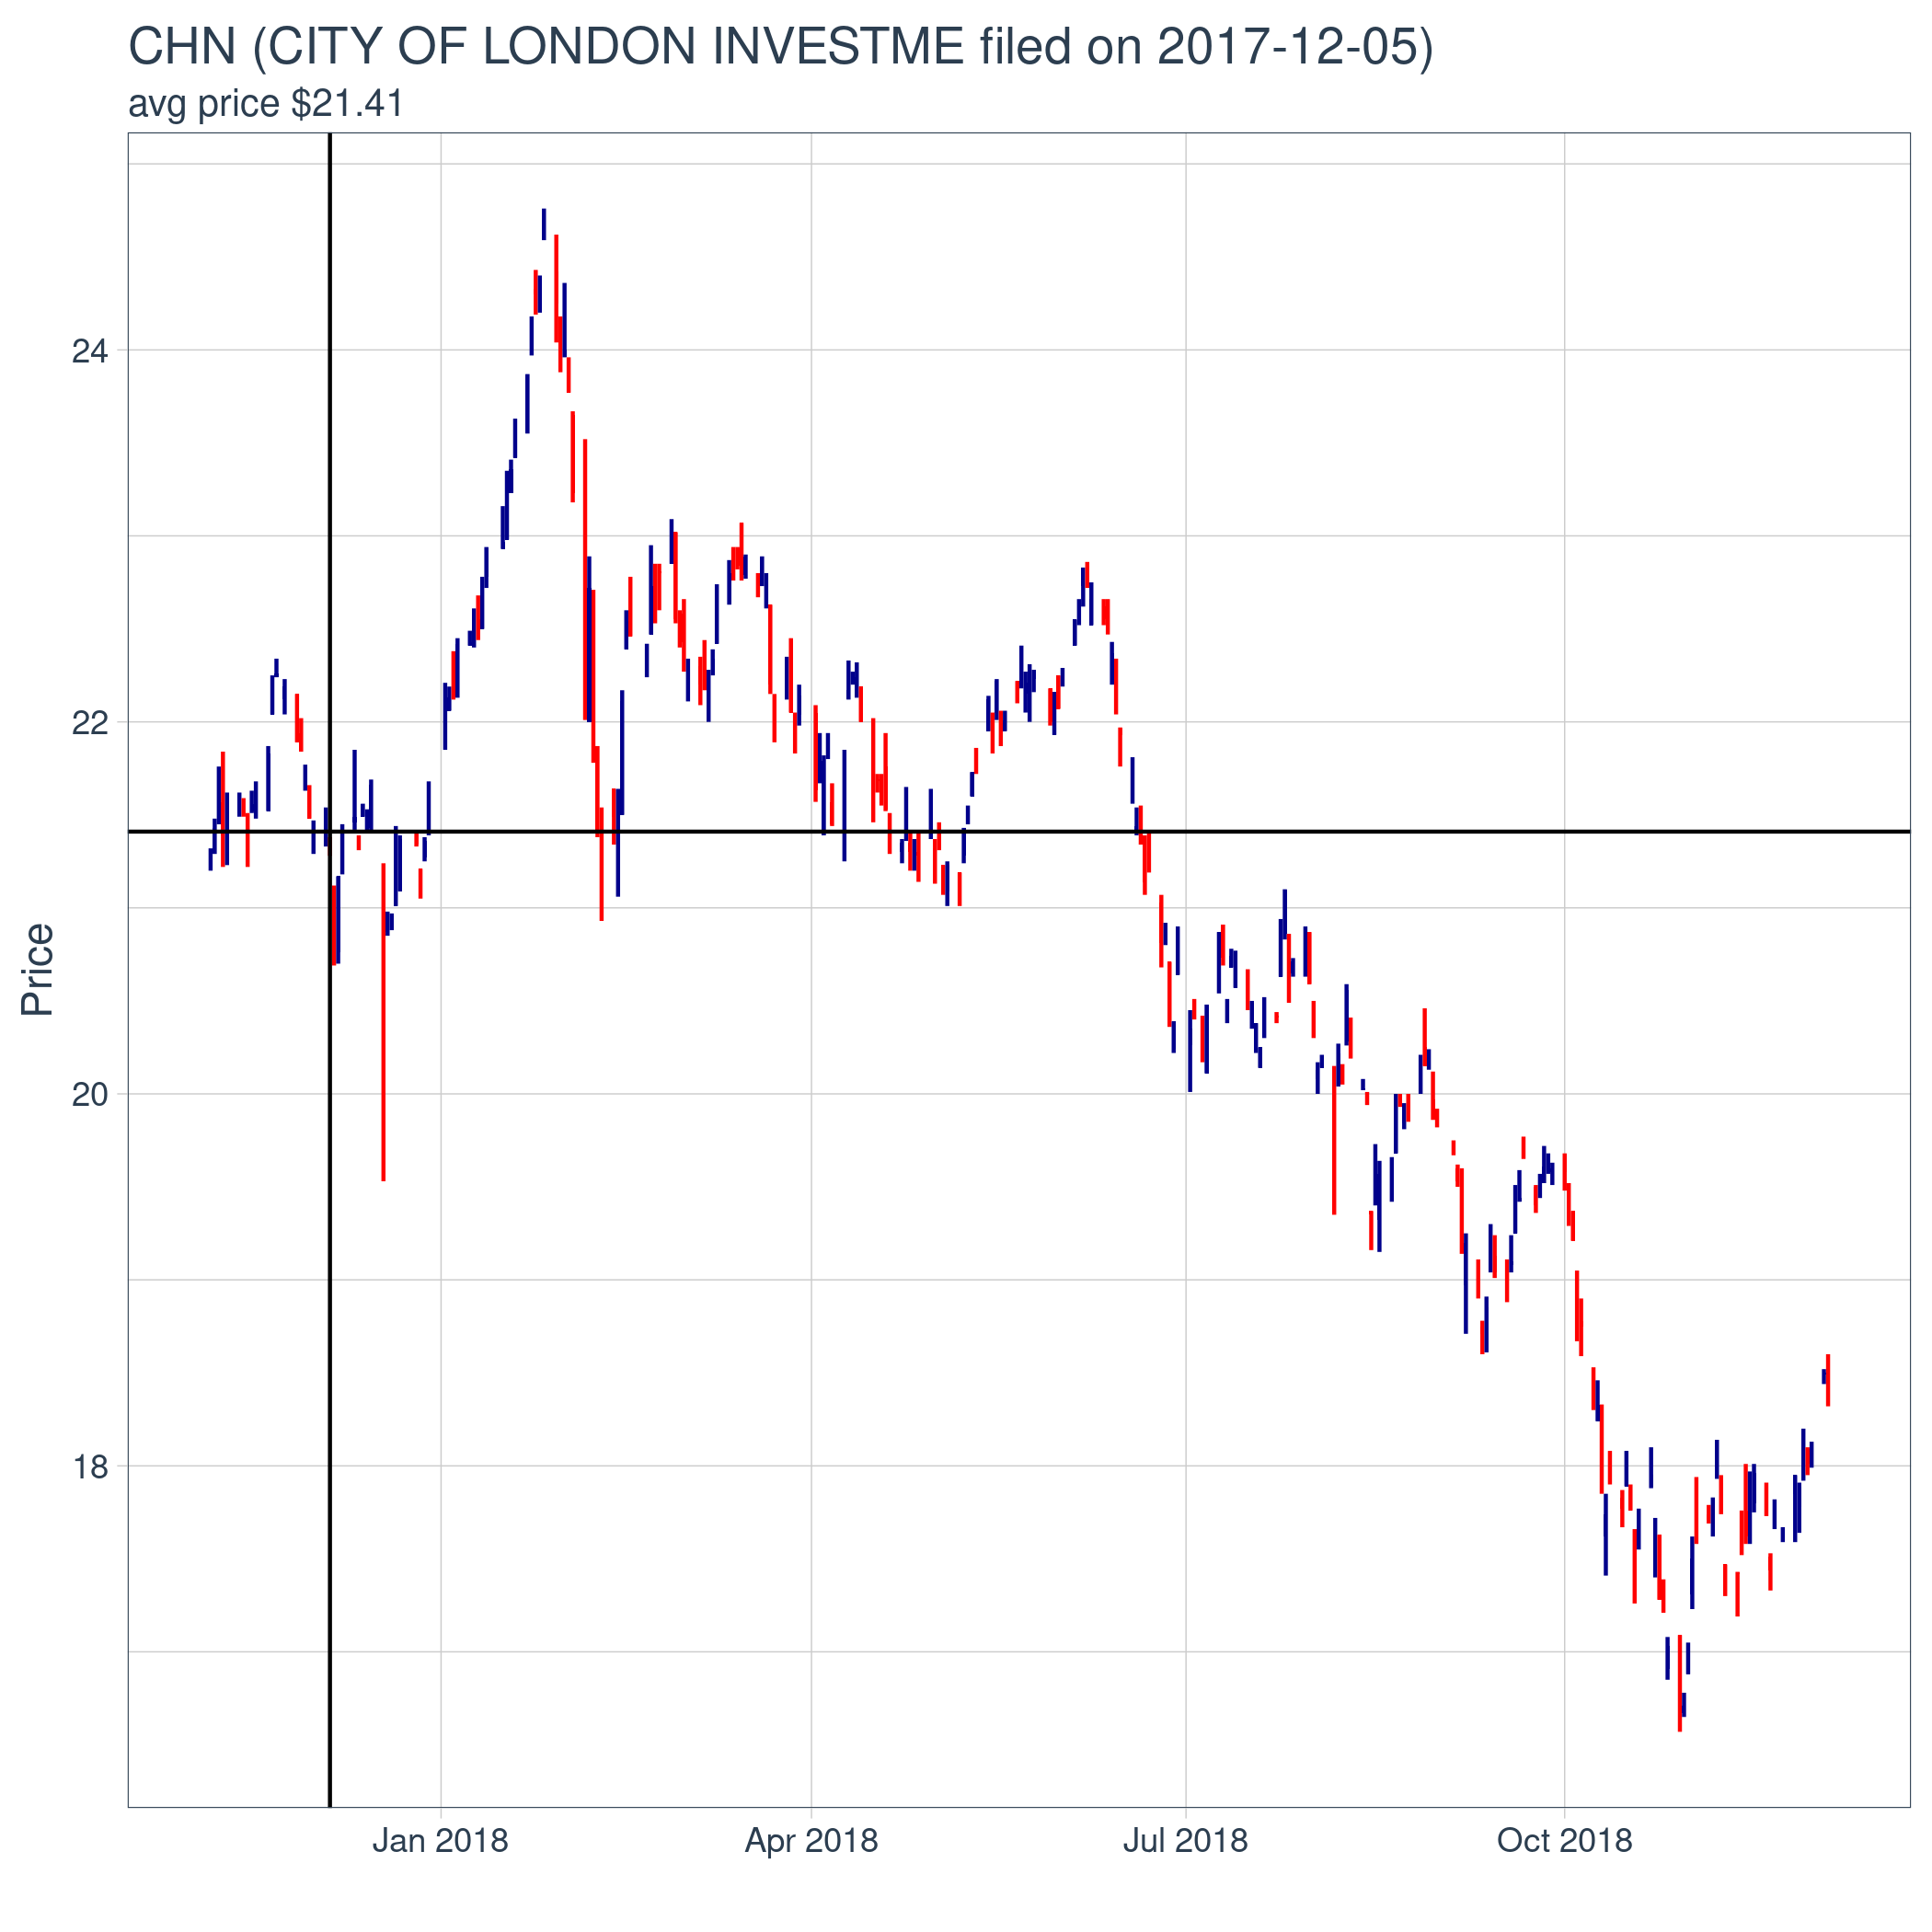 CHN (CITY OF LONDON INVESTME filed on 2017-12-05)
avg price $21.41
24
22
20
18
Price
Jan 2018
Apr 2018
Jul 2018
Oct 2018